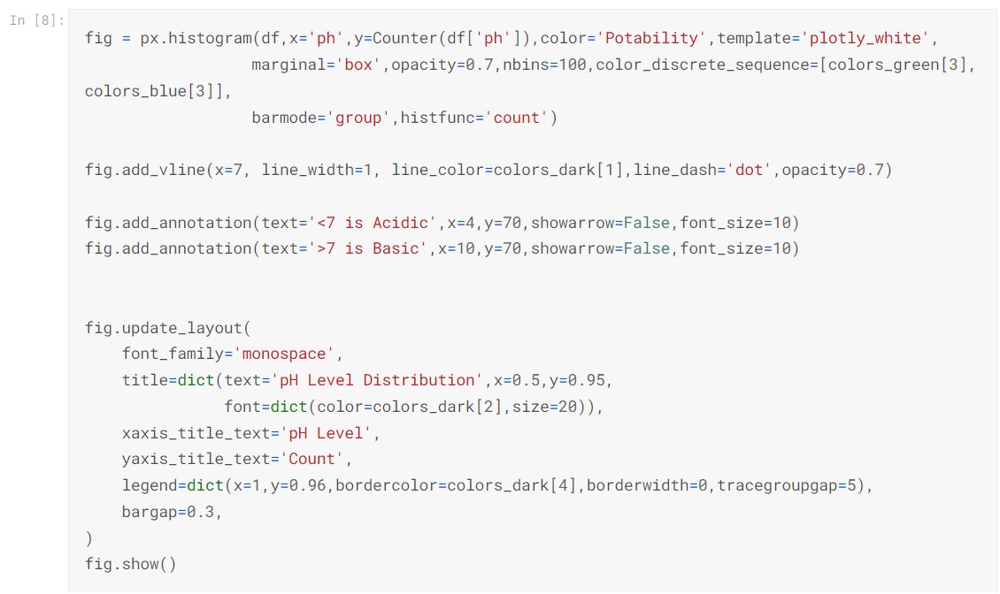 In [8]:
fig = px.histogram(df,x='ph',y=Counter(df['ph']),color='Potability',template='plotly_white',
                  marginal='box',opacity=0.7,nbins=100,color_discrete_sequence=[colors_green[3],
colors_blue[3]],
                  barmode='group',histfunc='count')
fig.add_vline(x=7, line_width=1, line_color=colors_dark[1],line_dash='dot',opacity=0.7)
fig.add_annotation(text='<7 is Acidic',x=4,y=70,showarrow=False,font_size=10)
fig.add_annotation(text='>7 is Basic',x=10,y=70,showarrow=False,font_size=10)
fig.update_layout(
    font_family='monospace',
    title=dict(text='pH Level Distribution',x=0.5,y=0.95,
               font=dict(color=colors_dark[2],size=20)),
    xaxis_title_text='pH Level',
    yaxis_title_text='Count',
    legend=dict(x=1,y=0.96,bordercolor=colors_dark[4],borderwidth=0,tracegroupgap=5),
    bargap=0.3,
)
fig.show()